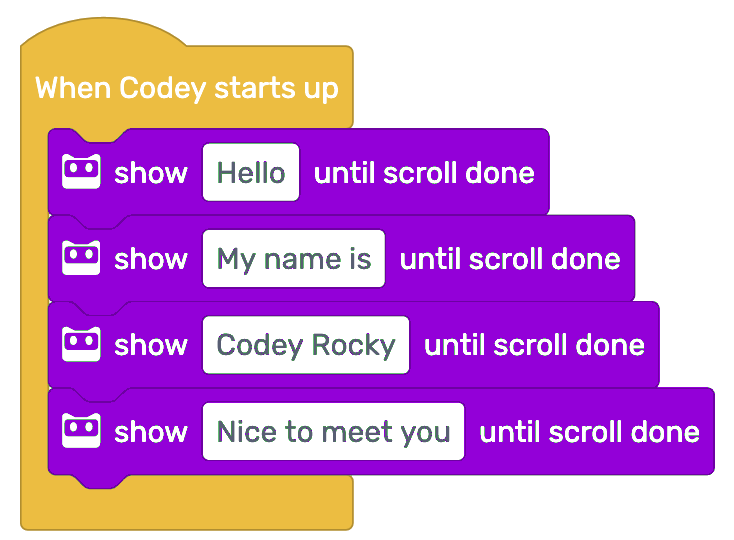 When Codey starts up
show Hello until scroll done
show My name is until scroll done
show Codey Rocky until scroll done
show Nice to meet you until scroll done